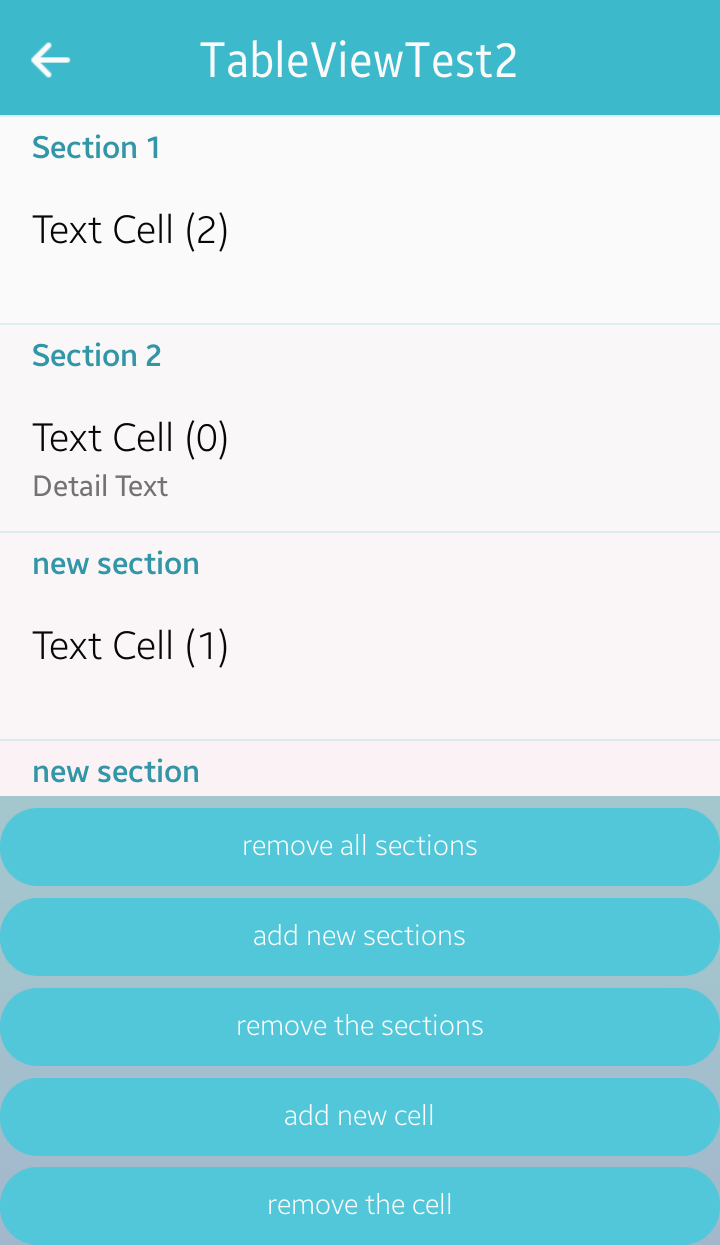 TableViewTest2
Section 1
Text Cell (2)
Section 2
Text Cell (0)
Detail Text
new section
Text Cell (1)
new section
remove all sections
add new sections
remove the sections
add new cell
remove the cell